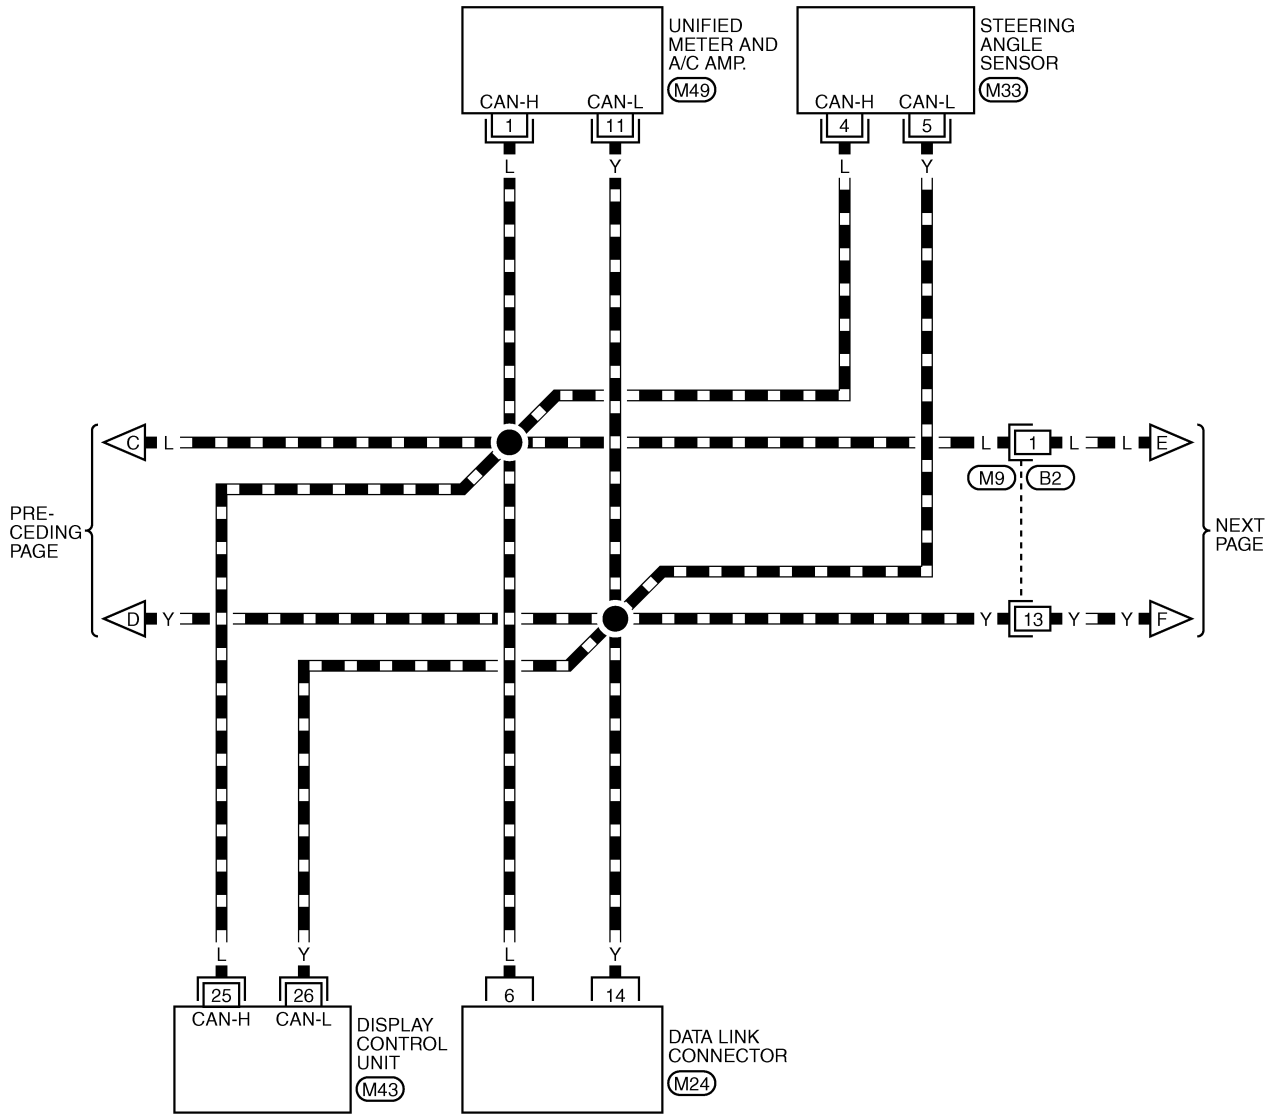 UNIFIED
METER AND
A/C AMP.
M49
STEERING
ANGLE
SENSOR
M33
CAN-H
CAN-L
CAN-H
CAN-L
1
11
4
5
L
Y
L
Y
C
L
L
1
L
L
E
M9
B2
PRE-
CEDING
PAGE
NEXT
PAGE
D
Y
Y
13
Y
Y
F
L
Y
L
Y
25
26
6
14
CAN-H
CAN-L
DISPLAY
CONTROL
UNIT
M43
DATA LINK
CONNECTOR
M24